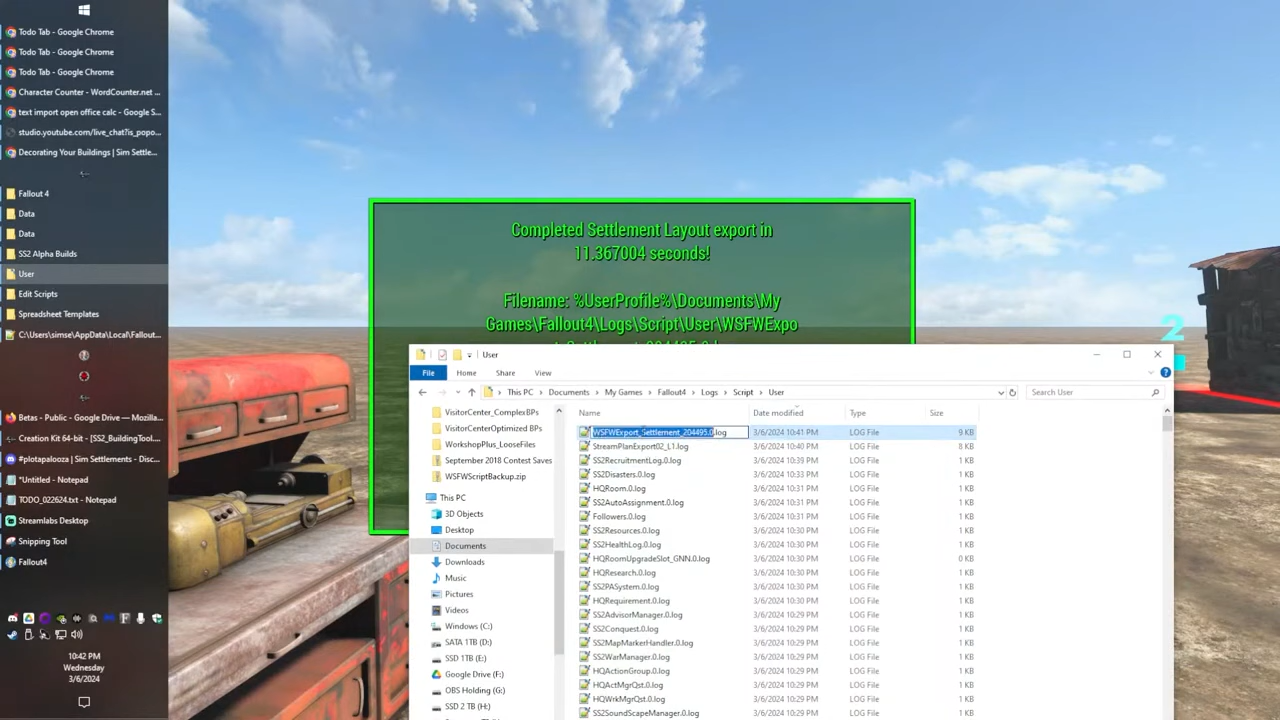 Todo Tab - Google Chrome
Todo Tab - Google Chrome
Todo Tab - Google Chrome
Character Counter - WordCounter.net ...
text import open office calc - Google S...
studio.youtube.com/live_chat?is_popo...
Decorating Your Buildings | Sim Settle...
Fallout 4
Data
Data
SS2 Alpha Builds
User
Edit Scripts
Spreadsheet Templates
C:\Users\simse\AppData\Local\Fallout...
Betas - Public - Google Drive — Mozilla...
Creation Kit 64-bit - [SS2_BuildingTool....
#plotapalooza | Sim Settlements - Disc...
*Untitled - Notepad
TODO_022624.txt - Notepad
Streamlabs Desktop
Snipping Tool
Fallout4
10:42 PM
Wednesday
3/6/2024
Completed Settlement Layout export in
11.367004 seconds!
Filename: %UserProfile%\Documents\My
Games\Fallout4\Logs\Script\User\WSFWExpo
2
User
File Home Share View
This PC > Documents > My Games > Fallout4 > Logs > Script > User
Search User
VisitorCenter_ComplexBPs
VisitorCenterOptimized BPs
WorkshopPlus_LooseFiles
September 2018 Contest Saves
WSFWScriptBackup.zip
This PC
3D Objects
Desktop
Documents
Downloads
Music
Pictures
Videos
Windows (C:)
SATA 1TB (D:)
SSD 1TB (E:)
Google Drive (F:)
OBS Holding (G:)
SSD 2 TB (H:)
Name Date modified Type Size
WSFWExport_Settlement_204495.0.log 3/6/2024 10:41 PM LOG File 9 KB
StreamPlanExport02_L1.log 3/6/2024 10:40 PM LOG File 8 KB
SS2RecruitmentLog.0.log 3/6/2024 10:39 PM LOG File 1 KB
SS2Disasters.0.log 3/6/2024 10:33 PM LOG File 1 KB
HQRoom.0.log 3/6/2024 10:31 PM LOG File 1 KB
SS2AutoAssignment.0.log 3/6/2024 10:31 PM LOG File 1 KB
Followers.0.log 3/6/2024 10:31 PM LOG File 1 KB
SS2Resources.0.log 3/6/2024 10:30 PM LOG File 1 KB
SS2HealthLog.0.log 3/6/2024 10:30 PM LOG File 1 KB
HQRoomUpgradeSlot_GNN.0.log 3/6/2024 10:30 PM LOG File 0 KB
HQResearch.0.log 3/6/2024 10:30 PM LOG File 1 KB
SS2PASystem.0.log 3/6/2024 10:30 PM LOG File 1 KB
HQRequirement.0.log 3/6/2024 10:30 PM LOG File 1 KB
SS2AdvisorManager.0.log 3/6/2024 10:29 PM LOG File 1 KB
SS2Conquest.0.log 3/6/2024 10:29 PM LOG File 1 KB
SS2MapMarkerHandler.0.log 3/6/2024 10:29 PM LOG File 1 KB
SS2WarManager.0.log 3/6/2024 10:29 PM LOG File 1 KB
HQActionGroup.0.log 3/6/2024 10:29 PM LOG File 1 KB
HQActMgrQst.0.log 3/6/2024 10:29 PM LOG File 1 KB
HQWrkMgrQst.0.log 3/6/2024 10:29 PM LOG File 1 KB
SS2SoundScapeManager.0.log 3/6/2024 10:29 PM LOG File 1 KB